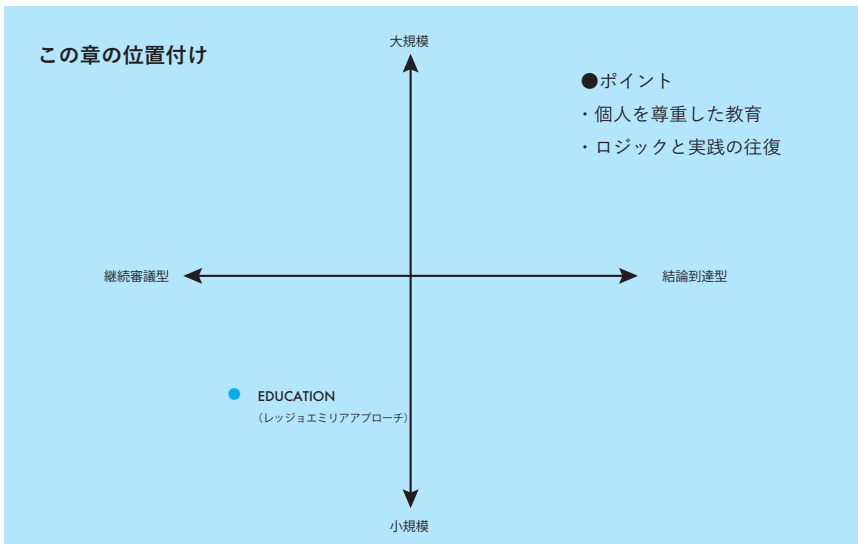 この章の位置付け
大規模
●ポイント
・個人を尊重した教育
・ロジックと実践の往復
継続審議型
結論到達型
EDUCATION
（レッジョエミリアアプローチ）
小規模